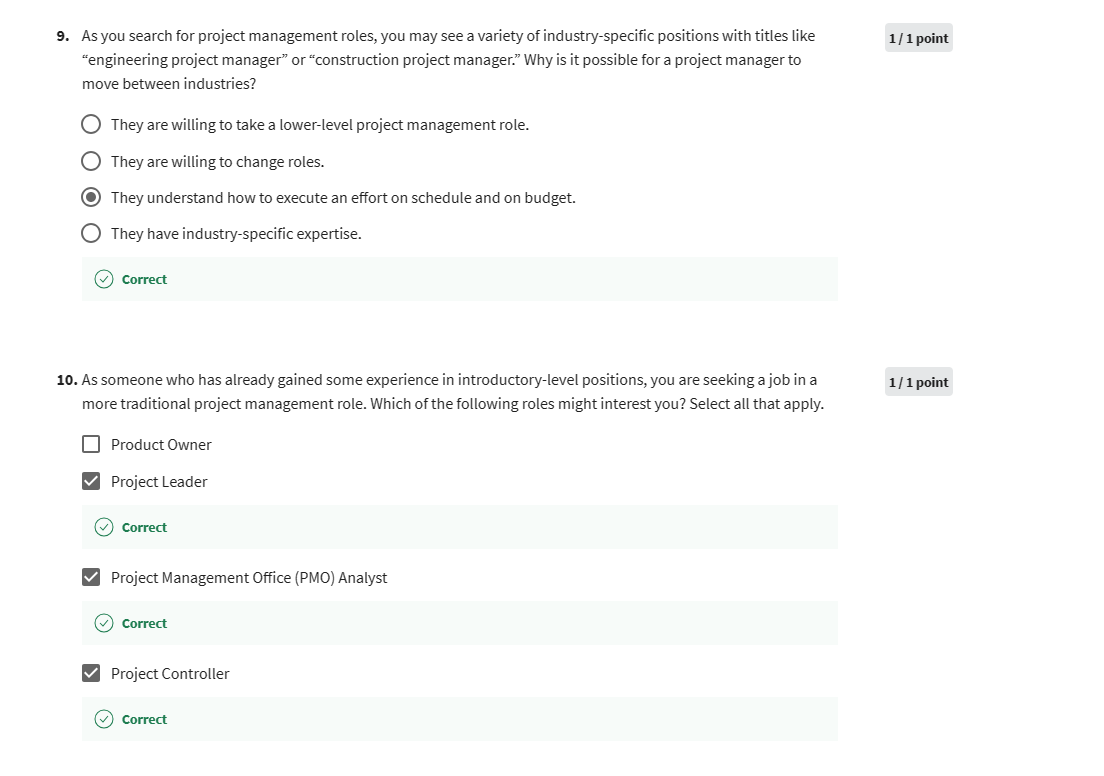 9. As you search for project management roles, you may see a variety of industry-specific positions with titles like
“engineering project manager” or “construction project manager.” Why is it possible for a project manager to
move between industries?
1 / 1 point
They are willing to take a lower-level project management role.
They are willing to change roles.
They understand how to execute an effort on schedule and on budget.
They have industry-specific expertise.
Correct
10. As someone who has already gained some experience in introductory-level positions, you are seeking a job in a
more traditional project management role. Which of the following roles might interest you? Select all that apply.
1 / 1 point
Product Owner
Project Leader
Correct
Project Management Office (PMO) Analyst
Correct
Project Controller
Correct